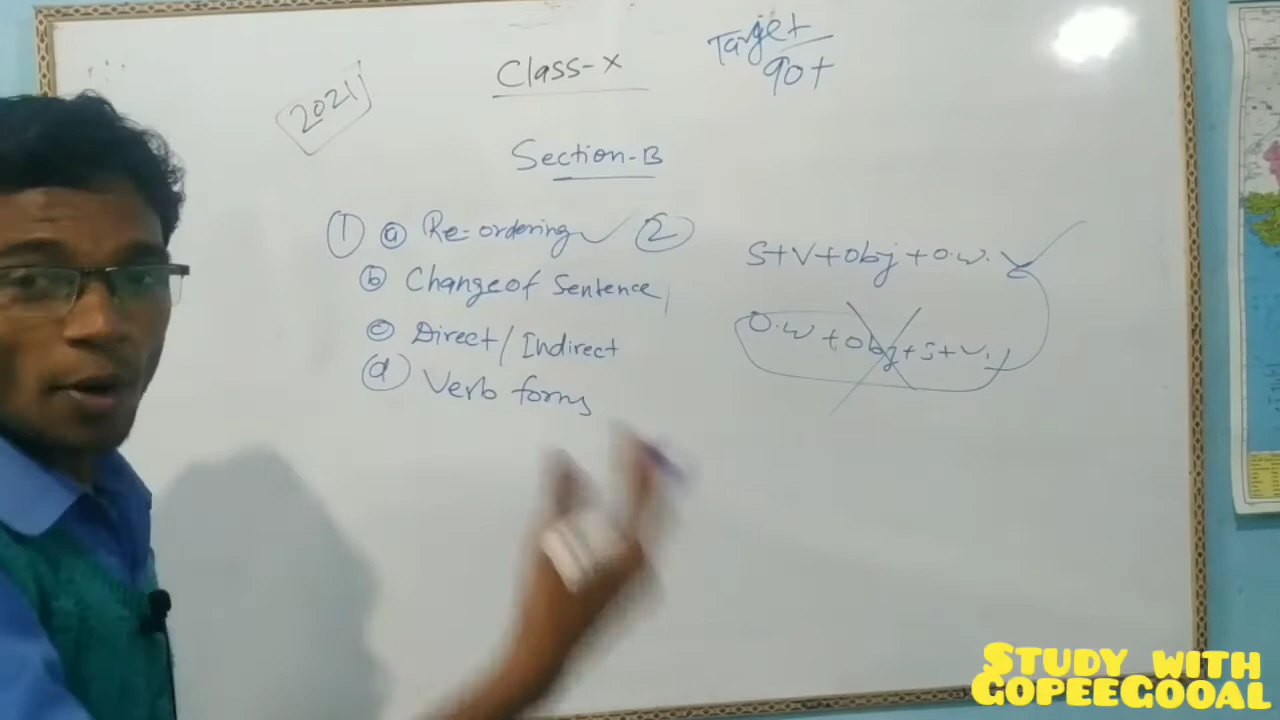 Target
90+
Class-X
2021
Section-B
① ⓐ Re-ordering ✓ ②
ⓑ Change of Sentence,
ⓒ Direct/Indirect
ⓓ Verb forms
S+V+Obj+O.W.
O.W+Obj+S+V.
STUDY WITH
GOPEEGOOAL